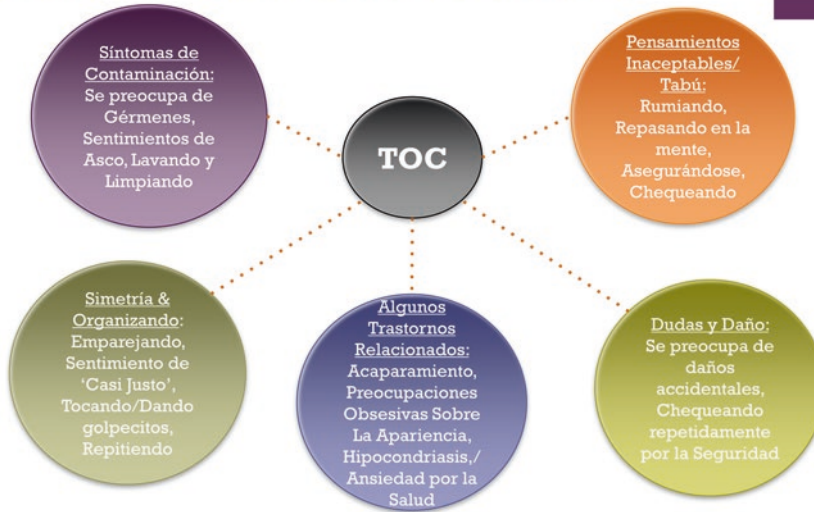 Síntomas de
Contaminación:
Se preocupa de
Gérmenes,
Sentimientos de
Asco, Lavando y
Limpiando
TOC
Pensamientos
Inaceptables/
Tabú:
Rumiando,
Repasando en la
mente,
Asegurándose,
Chequeando
Simetría &
Organizando:
Emparejando,
Sentimiento de
‘Casi Justo’,
Tocando/Dando
golpecitos,
Repitiendo
Algunos
Trastornos
Relacionados:
Acaparamiento,
Preocupaciones
Obsesivas Sobre
La Apariencia,
Hipocondriasis,/
Ansiedad por la
Salud
Dudas y Daño:
Se preocupa de
daños
accidentales,
Chequeando
repetidamente
por la Seguridad